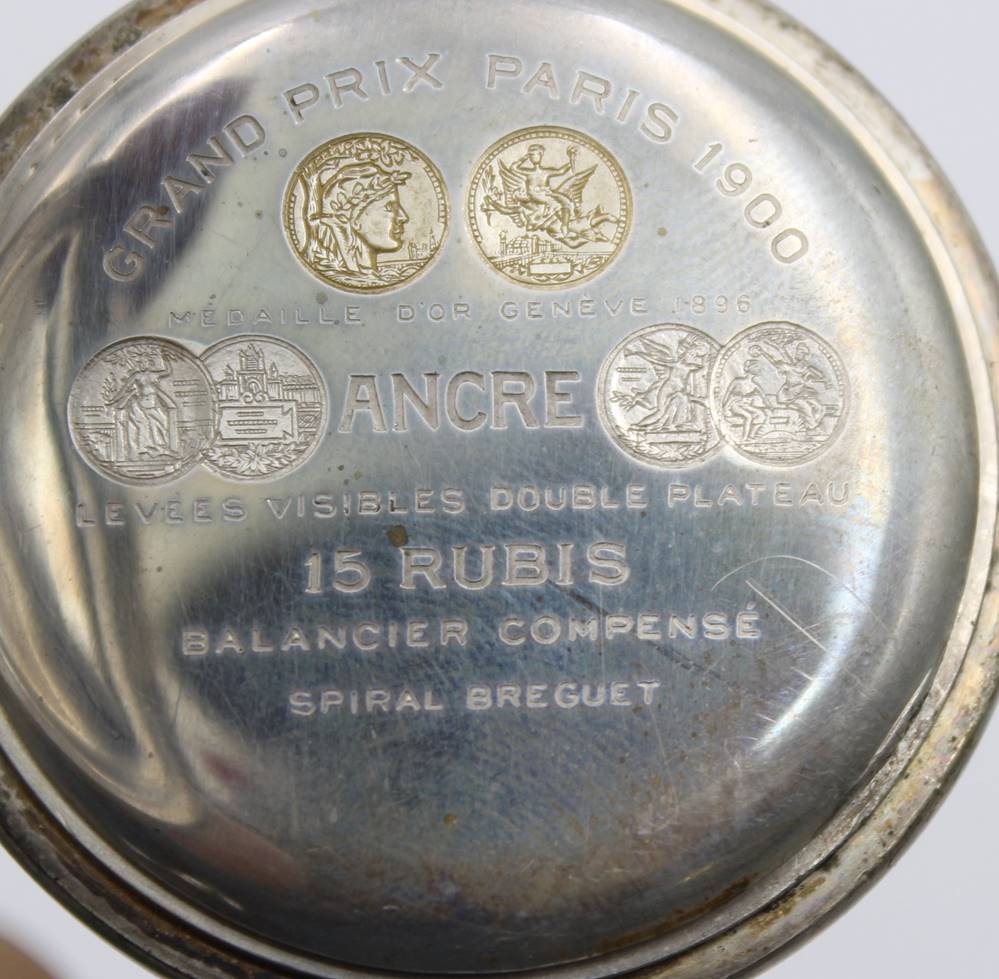 GRAND PRIX PARIS 1900
MÉDAILLE D'OR GENÈVE 1896
ANCRE
LEVÉES VISIBLES DOUBLE PLATEAU
15 RUBIS
BALANCIER COMPENSÉ
SPIRAL BREGUET